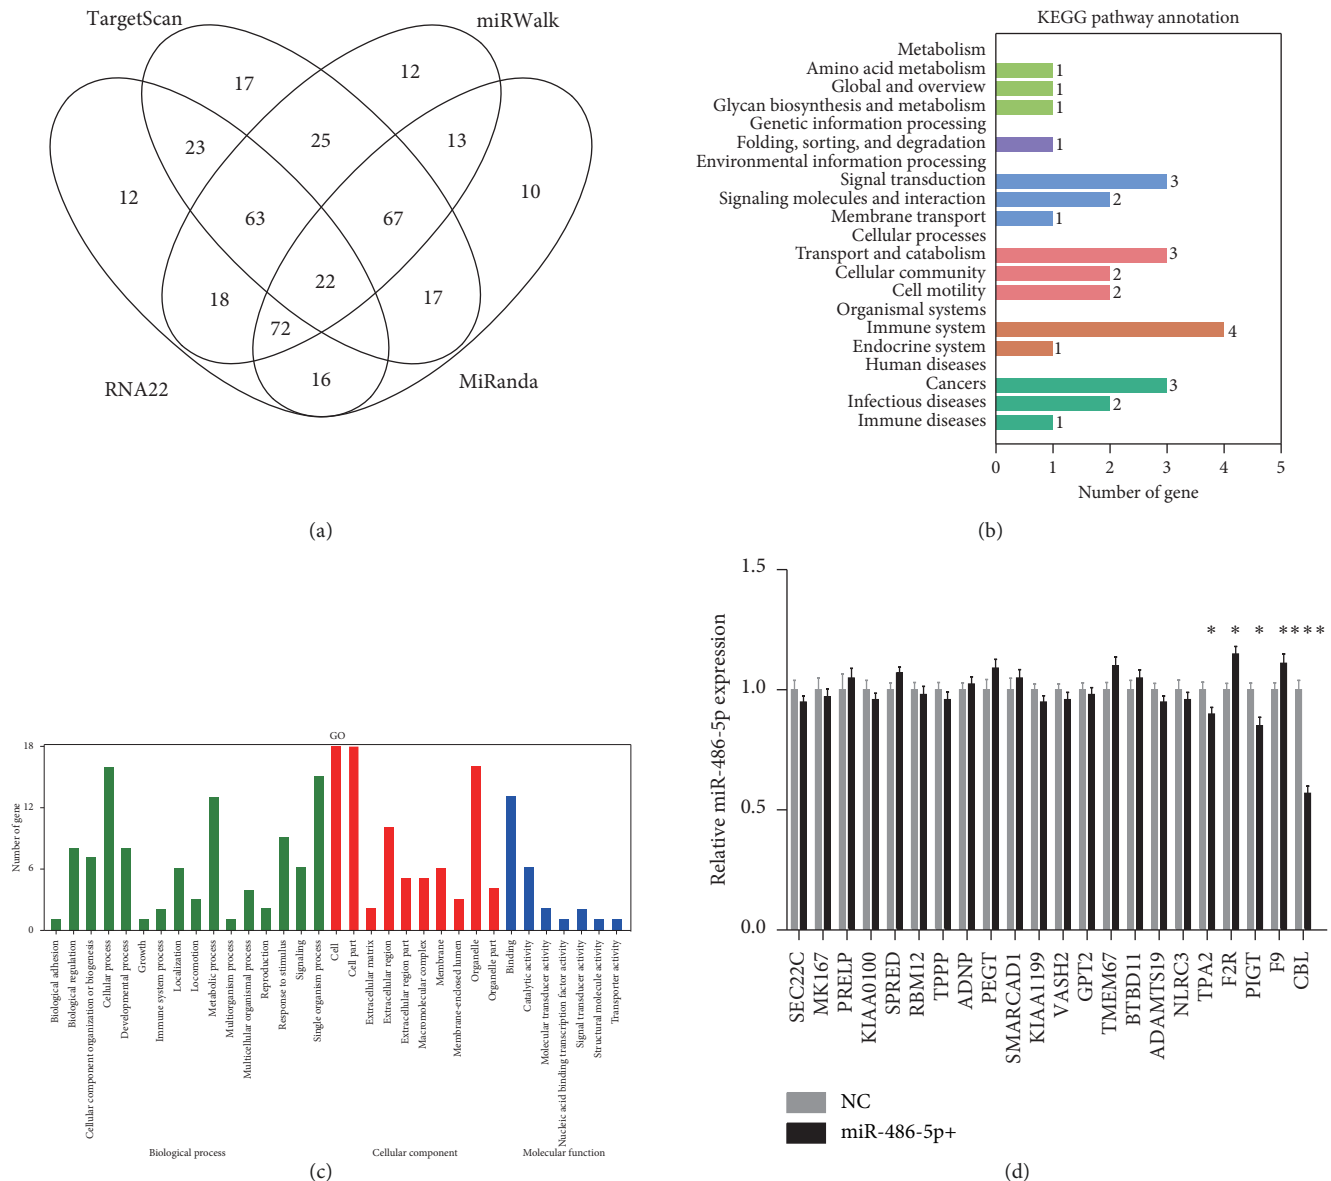 TargetScan
miRWalk
17
12
23
25
13
12
10
63
67
22
18
17
72
16
RNA22
MiRanda
(a)
KEGG pathway annotation
Metabolism
Amino acid metabolism 1
Global and overview 1
Glycan biosynthesis and metabolism 1
Genetic information processing
Folding, sorting, and degradation 1
Environmental information processing
Signal transduction 3
Signaling molecules and interaction 2
Membrane transport 1
Cellular processes
Transport and catabolism 3
Cellular community 2
Cell motility 2
Organismal systems
Immune system 4
Endocrine system 1
Human diseases
Cancers 3
Infectious diseases 2
Immune diseases 1
0 1 2 3 4 5
Number of gene
(b)
GO
18
12
6
0
Number of gene
Biological adhesion
Biological regulation
Cellular component organization or biogenesis
Cellular process
Developmental process
Growth
Immune system process
Localization
Locomotion
Metabolic process
Multiorganism process
Multicellular organismal process
Reproduction
Response to stimulus
Signaling
Single organism process
Cell
Cell part
Extracellular matrix
Extracellular region
Extracellular region part
Macromolecular complex
Membrane
Membrane-enclosed lumen
Organelle
Organelle part
Binding
Catalytic activity
Molecular transducer activity
Nucleic acid binding transcription factor activity
Signal transducer activity
Structural molecule activity
Transporter activity
Biological process
Cellular component
Molecular function
(c)
1.5
1.0
0.5
0.0
Relative miR-486-5p expression
* * * * * * *
SEC22C
MK167
PRELP
KIAA0100
SPRED
RBM12
TPPP
ADNP
PEGT
SMARCAD1
KIAA1199
VASH2
GPT2
TMEM67
BTBD11
ADAMTS19
NLRC3
TPA2
F2R
PIGT
F9
CBL
NC
miR-486-5p+
(d)